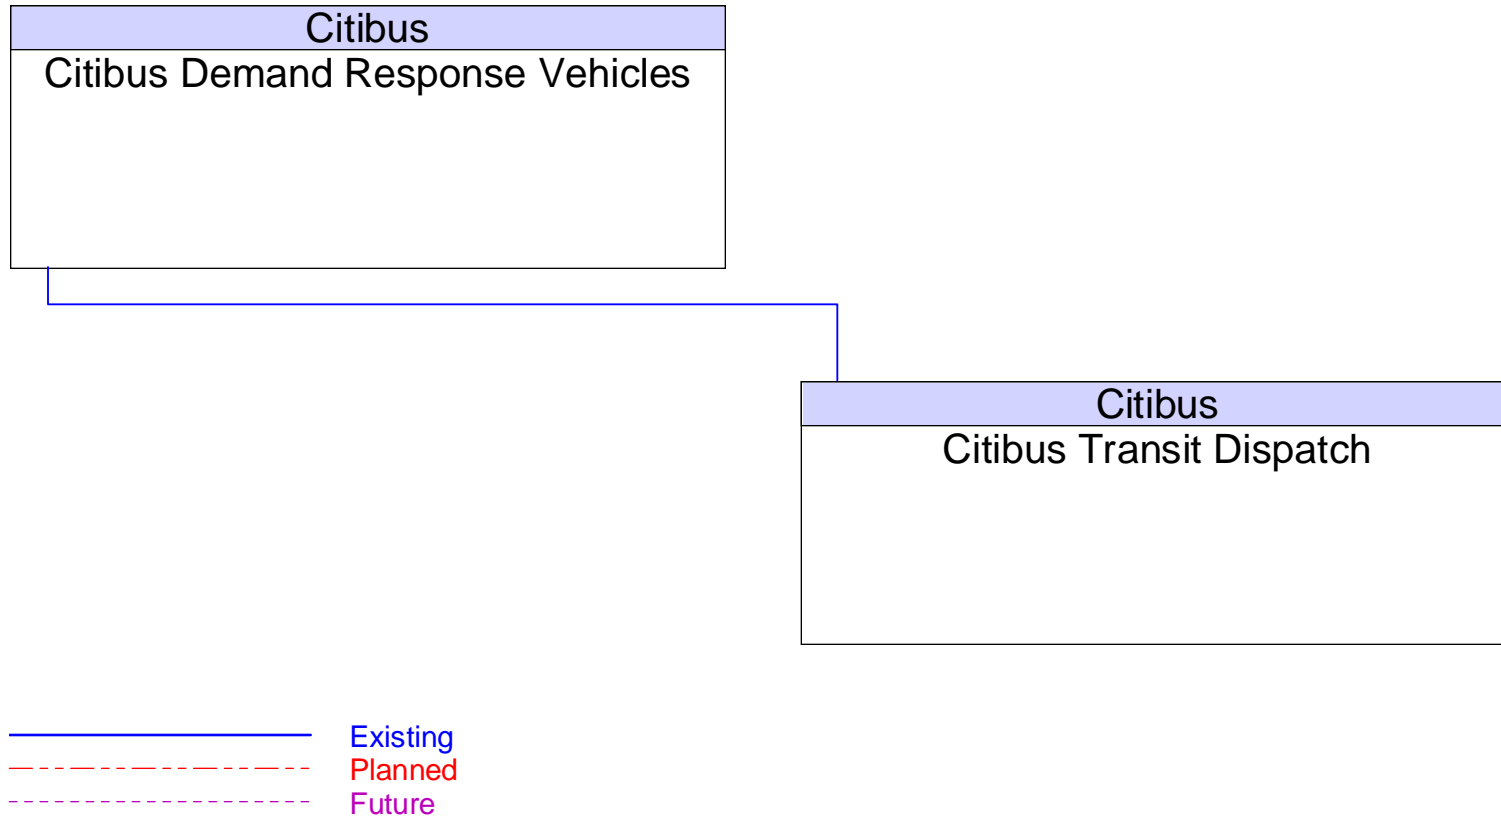 Citibus
Citibus Demand Response Vehicles
Citibus
Citibus Transit Dispatch
Existing
Planned
Future